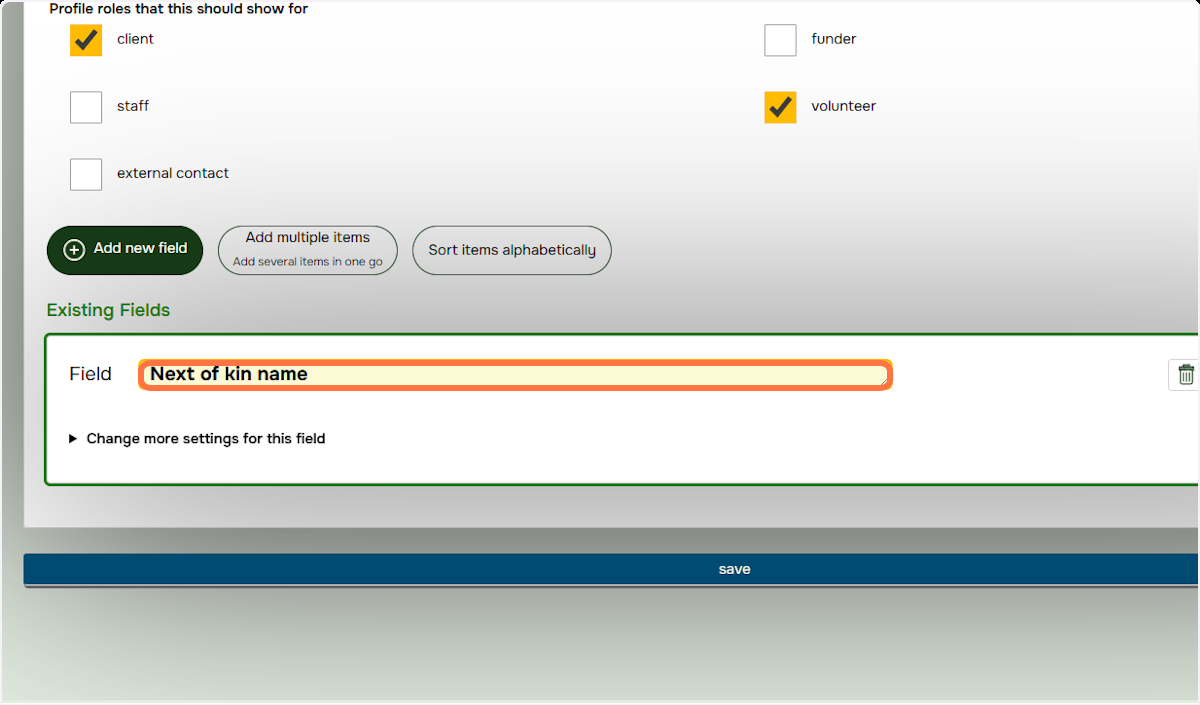 Profile roles that this should show for
client
funder
staff
volunteer
external contact
Add new field
Add multiple items
Add several items in one go
Sort items alphabetically
Existing Fields
Field
Next of kin name
Change more settings for this field
save